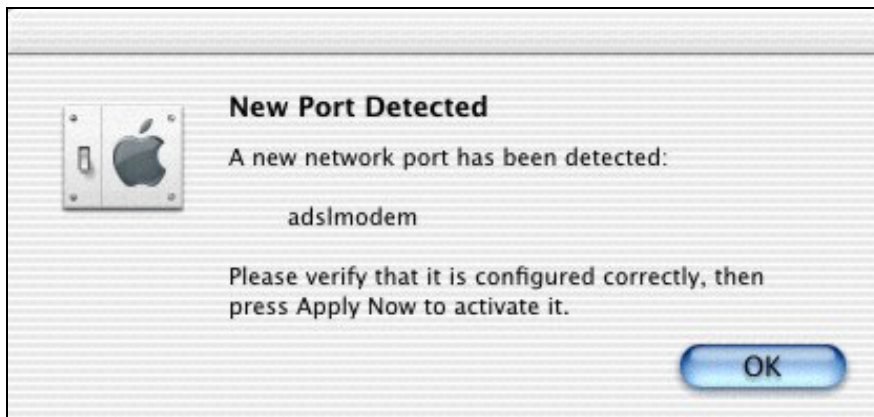 New Port Detected
A new network port has been detected:
adslmodem
Please verify that it is configured correctly, then
press Apply Now to activate it.
OK